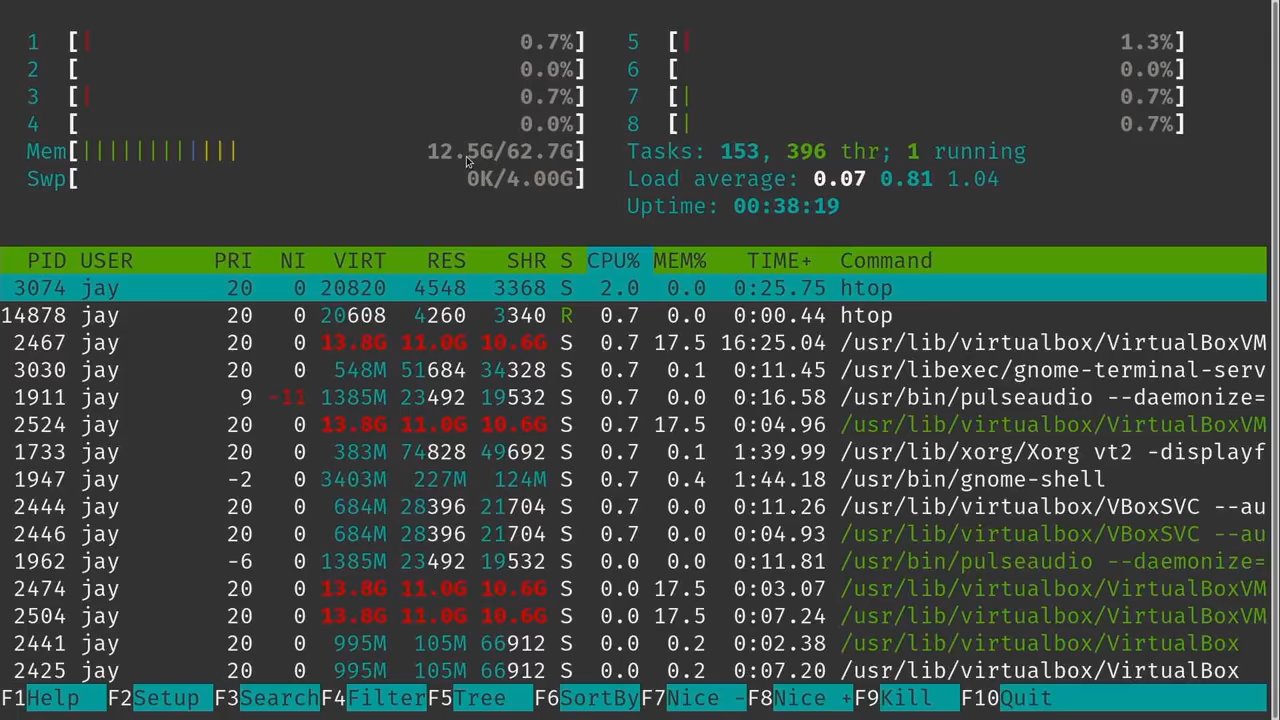 1 [| 0.7%] 5 [| 1.3%]
2 [ 0.0%] 6 [ 0.0%]
3 [| 0.7%] 7 [| 0.7%]
4 [ 0.0%] 8 [| 0.7%]
Mem[|||||||||||| 12.5G/62.7G] Tasks: 153, 396 thr; 1 running
Swp[ 0K/4.00G] Load average: 0.07 0.81 1.04
Uptime: 00:38:19
PID USER PRI NI VIRT RES SHR S CPU% MEM% TIME+ Command
3074 jay 20 0 20820 4548 3368 S 2.0 0.0 0:25.75 htop
14878 jay 20 0 20608 4260 3340 R 0.7 0.0 0:00.44 htop
2467 jay 20 0 13.8G 11.0G 10.6G S 0.7 17.5 16:25.04 /usr/lib/virtualbox/VirtualBoxVM
3030 jay 20 0 548M 51684 34328 S 0.7 0.1 0:11.45 /usr/libexec/gnome-terminal-serv
1911 jay 9 -11 1385M 23492 19532 S 0.7 0.0 0:16.58 /usr/bin/pulseaudio --daemonize=
2524 jay 20 0 13.8G 11.0G 10.6G S 0.7 17.5 0:04.96 /usr/lib/virtualbox/VirtualBoxVM
1733 jay 20 0 383M 74828 49692 S 0.7 0.1 1:39.99 /usr/lib/xorg/Xorg vt2 -displayf
1947 jay -2 0 3403M 227M 124M S 0.7 0.4 1:44.18 /usr/bin/gnome-shell
2444 jay 20 0 684M 28396 21704 S 0.7 0.0 0:11.26 /usr/lib/virtualbox/VBoxSVC --au
2446 jay 20 0 684M 28396 21704 S 0.7 0.0 0:04.93 /usr/lib/virtualbox/VBoxSVC --au
1962 jay -6 0 1385M 23492 19532 S 0.0 0.0 0:11.81 /usr/bin/pulseaudio --daemonize=
2474 jay 20 0 13.8G 11.0G 10.6G S 0.0 17.5 0:03.07 /usr/lib/virtualbox/VirtualBoxVM
2504 jay 20 0 13.8G 11.0G 10.6G S 0.0 17.5 0:07.24 /usr/lib/virtualbox/VirtualBoxVM
2441 jay 20 0 995M 105M 66912 S 0.0 0.2 0:02.38 /usr/lib/virtualbox/VirtualBox
2425 jay 20 0 995M 105M 66912 S 0.0 0.2 0:07.20 /usr/lib/virtualbox/VirtualBox
F1Help F2Setup F3SearchF4FilterF5Tree F6SortByF7Nice -F8Nice +F9Kill F10Quit